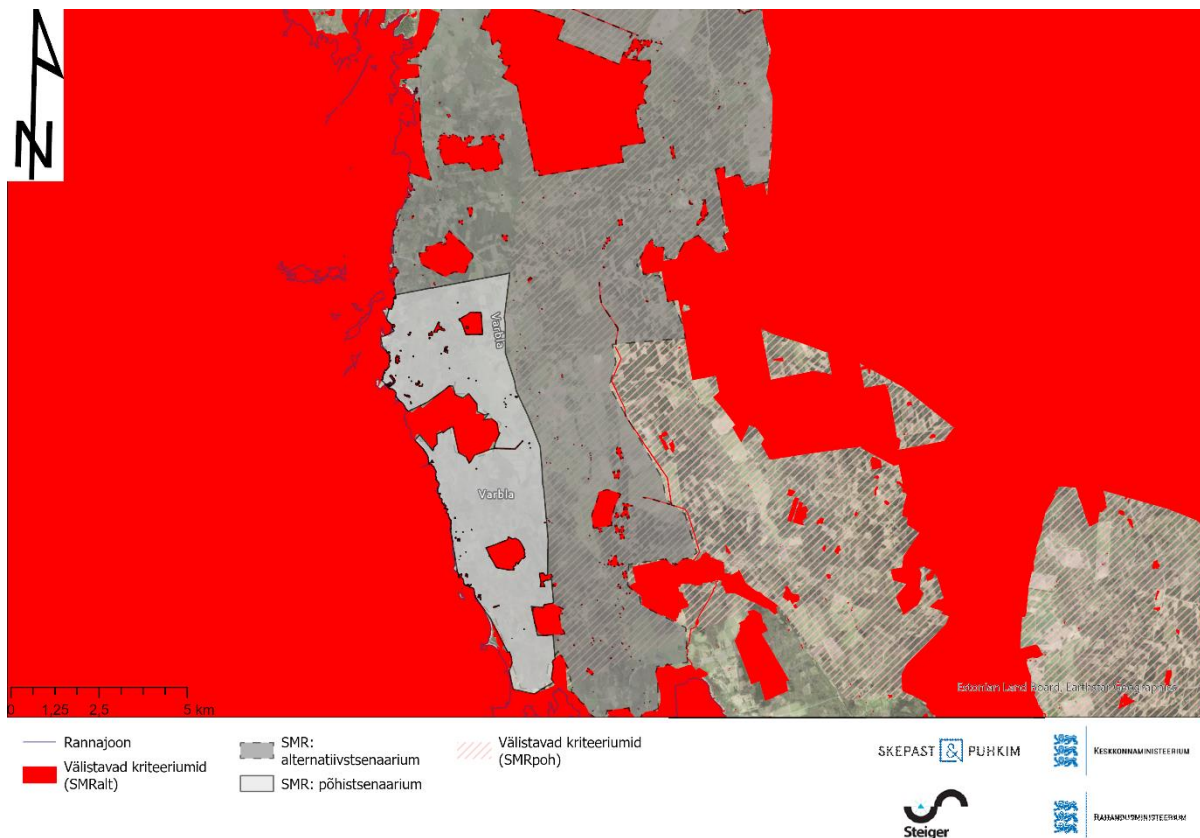 N
Varbla
Varbla
0 1,25 2,5 5 km
Estonian Land Board, Earthstar Geographics
Rannajoon
Välistavad kriteeriumid
(SMRalt)
SMR:
alternatiivstsenaarium
SMR: põhistsenaarium
Välistavad kriteeriumid
(SMRpoh)
SKEPAST & PUHKIM
KESKKONNAMINISTEERIUM
Steiger
RAHANDUSMINISTEERIUM